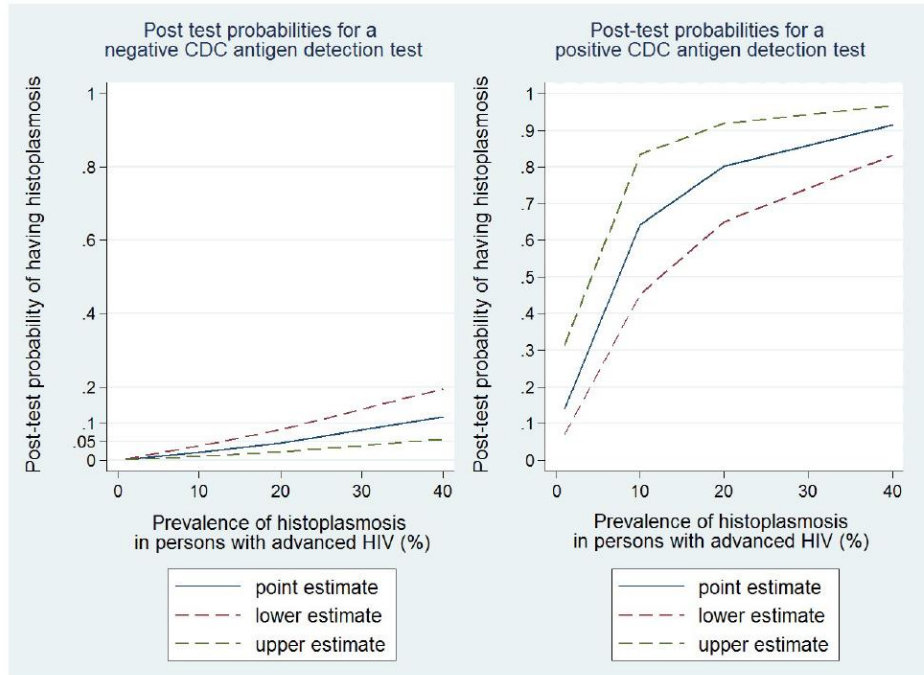 Post test probabilities for a
negative CDC antigen detection test
Post-test probability of having histoplasmosis
1
.8
.6
.4
.2
.1
.05
0
0
10
20
30
40
Prevalence of histoplasmosis
in persons with advanced HIV (%)
point estimate
lower estimate
upper estimate
Post-test probabilities for a
positive CDC antigen detection test
Post-test probability of having histoplasmosis
1
.9
.8
.7
.6
.5
.4
.3
.2
.1
0
0
10
20
30
40
Prevalence of histoplasmosis
in persons with advanced HIV (%)
point estimate
lower estimate
upper estimate